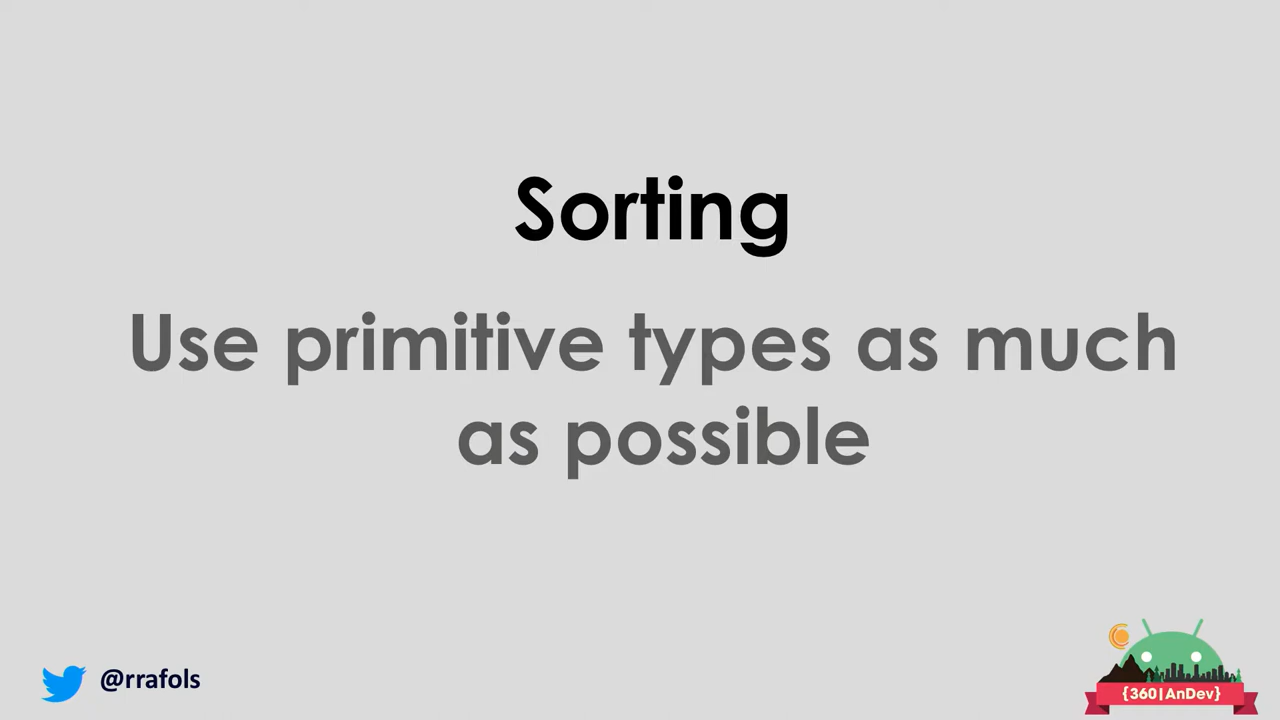 Sorting
Use primitive types as much
as possible
@rrafols
{360|AnDev}